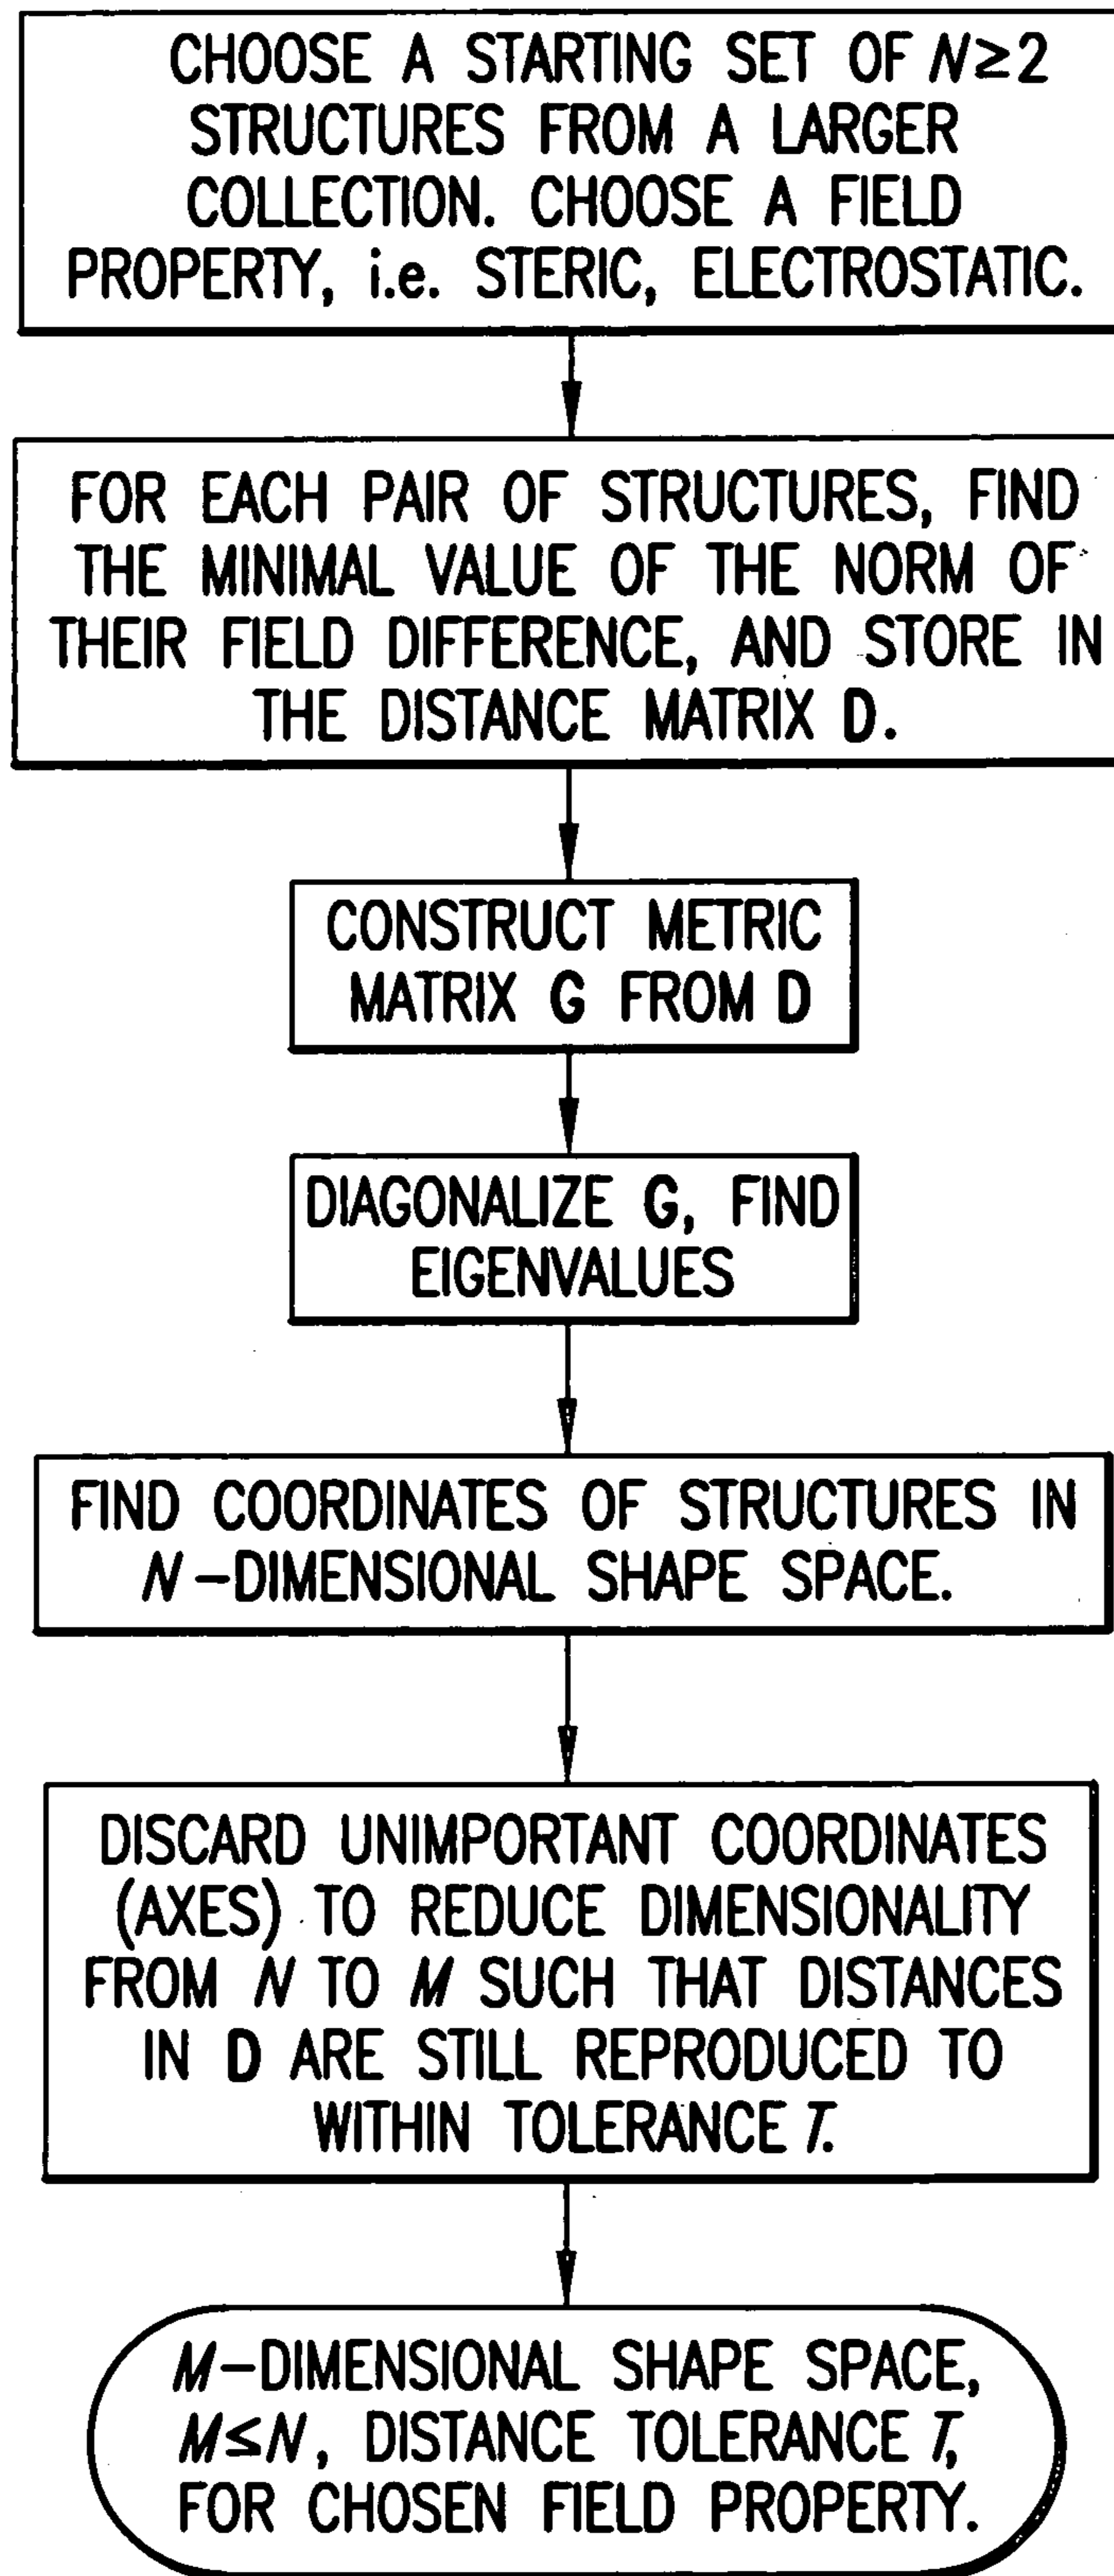 CHOOSE A STARTING SET OF N≥2
STRUCTURES FROM A LARGER
COLLECTION. CHOOSE A FIELD
PROPERTY, i.e. STERIC, ELECTROSTATIC.
FOR EACH PAIR OF STRUCTURES, FIND
THE MINIMAL VALUE OF THE NORM OF
THEIR FIELD DIFFERENCE, AND STORE IN
THE DISTANCE MATRIX D.
CONSTRUCT METRIC
MATRIX G FROM D
DIAGONALIZE G, FIND
EIGENVALUES
FIND COORDINATES OF STRUCTURES IN
N-DIMENSIONAL SHAPE SPACE.
DISCARD UNIMPORTANT COORDINATES
(AXES) TO REDUCE DIMENSIONALITY
FROM N TO M SUCH THAT DISTANCES
IN D ARE STILL REPRODUCED TO
WITHIN TOLERANCE T.
M-DIMENSIONAL SHAPE SPACE,
M≤N, DISTANCE TOLERANCE T,
FOR CHOSEN FIELD PROPERTY.